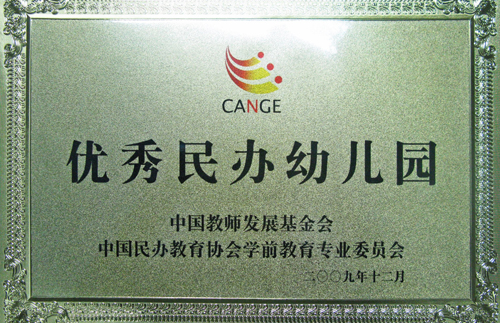 CANGE
优秀民办幼儿园
中国教师发展基金会
中国民办教育协会学前教育专业委员会
二〇〇九年十二月